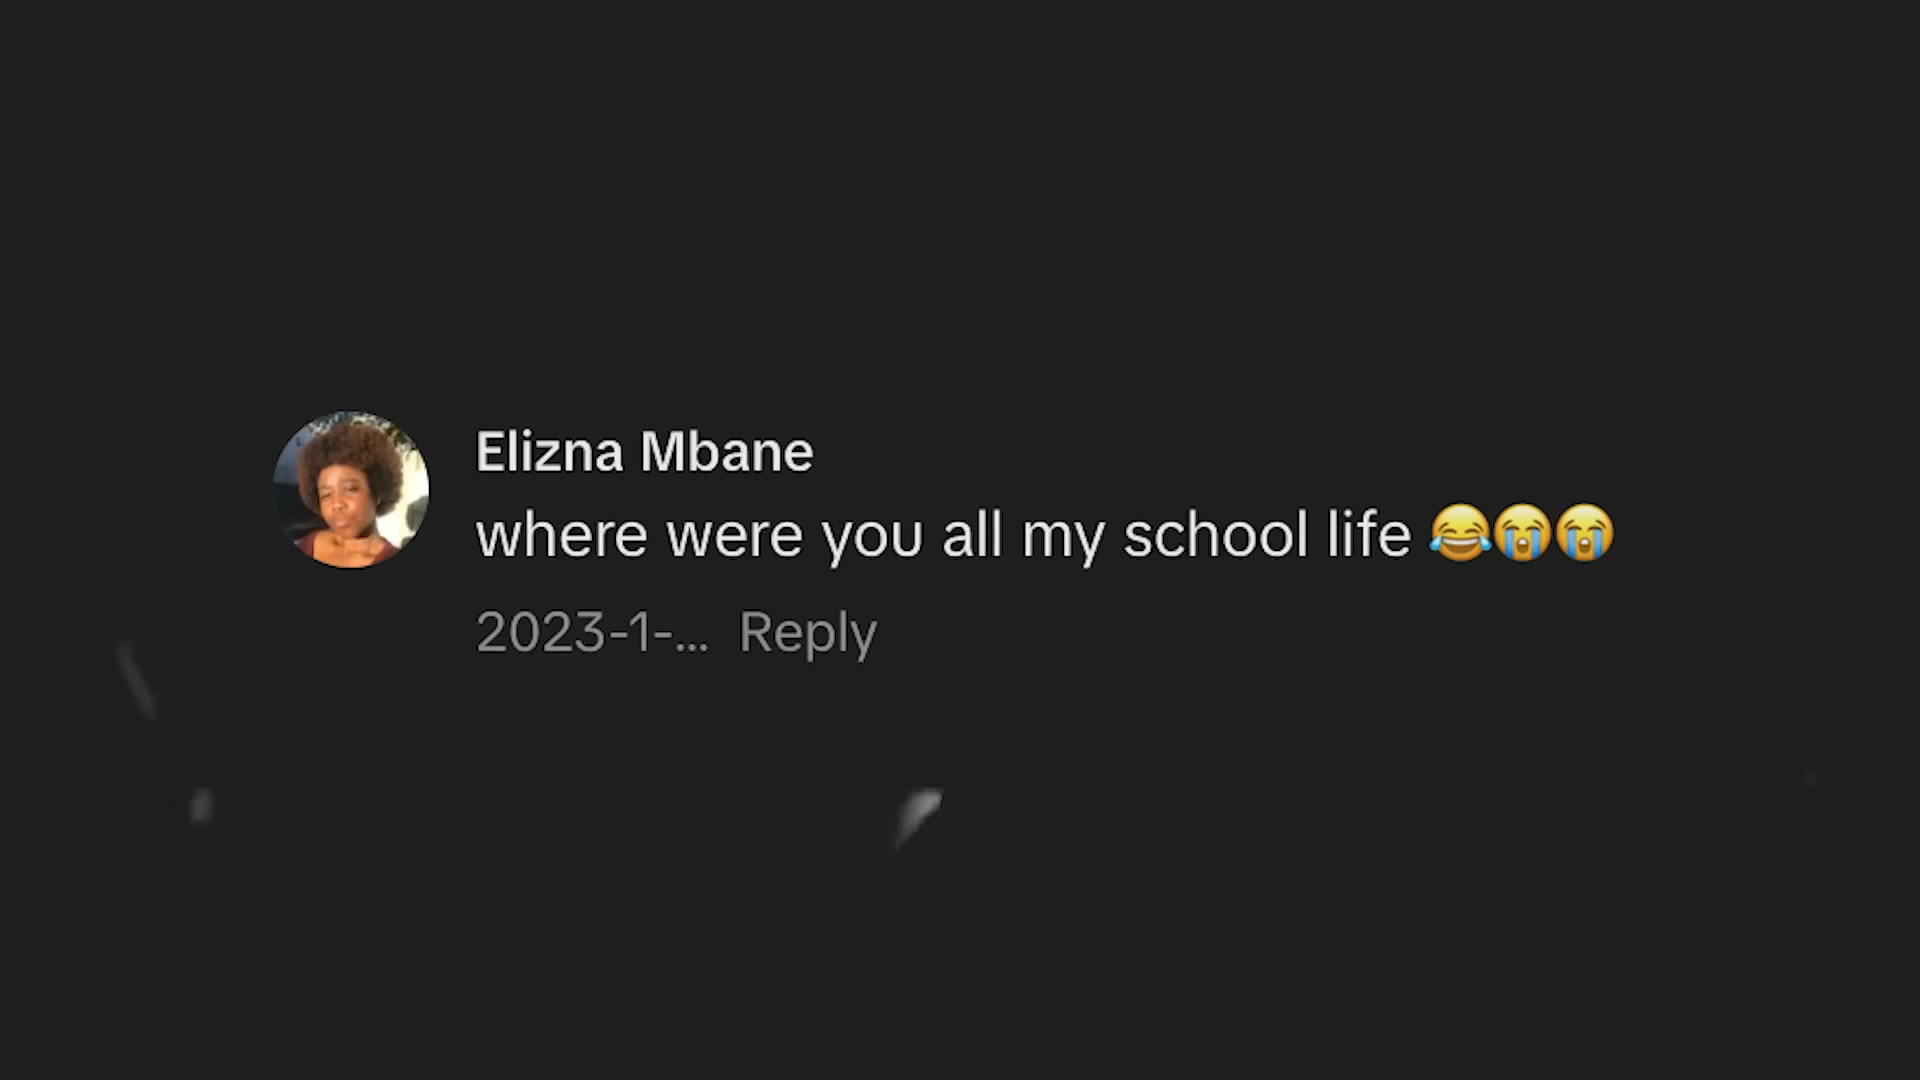 Elizna Mbane
where were you all my school life 😂😭😭
2023-1-... Reply